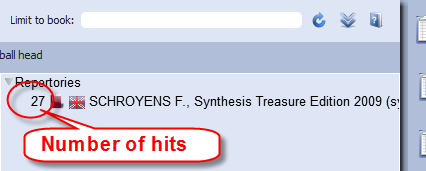 Limit to book:
ball head
Repertories
27 SCHROYENS F., Synthesis Treasure Edition 2009 (sy
Number of hits